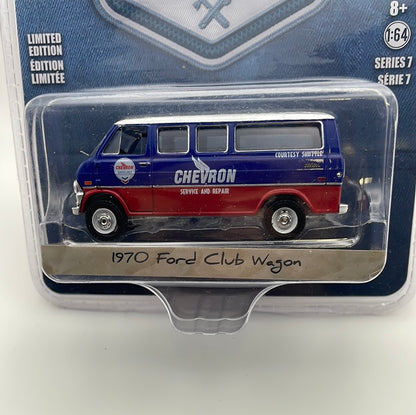 LIMITED
EDITION
ÉDITION
LIMITÉE
8+
1:64
SERIES 7
SÉRIE 7
COURTESY SHUTTLE
CHEVRON
CHEVRON
SERVICE AND REPAIR
1970 Ford Club Wagon